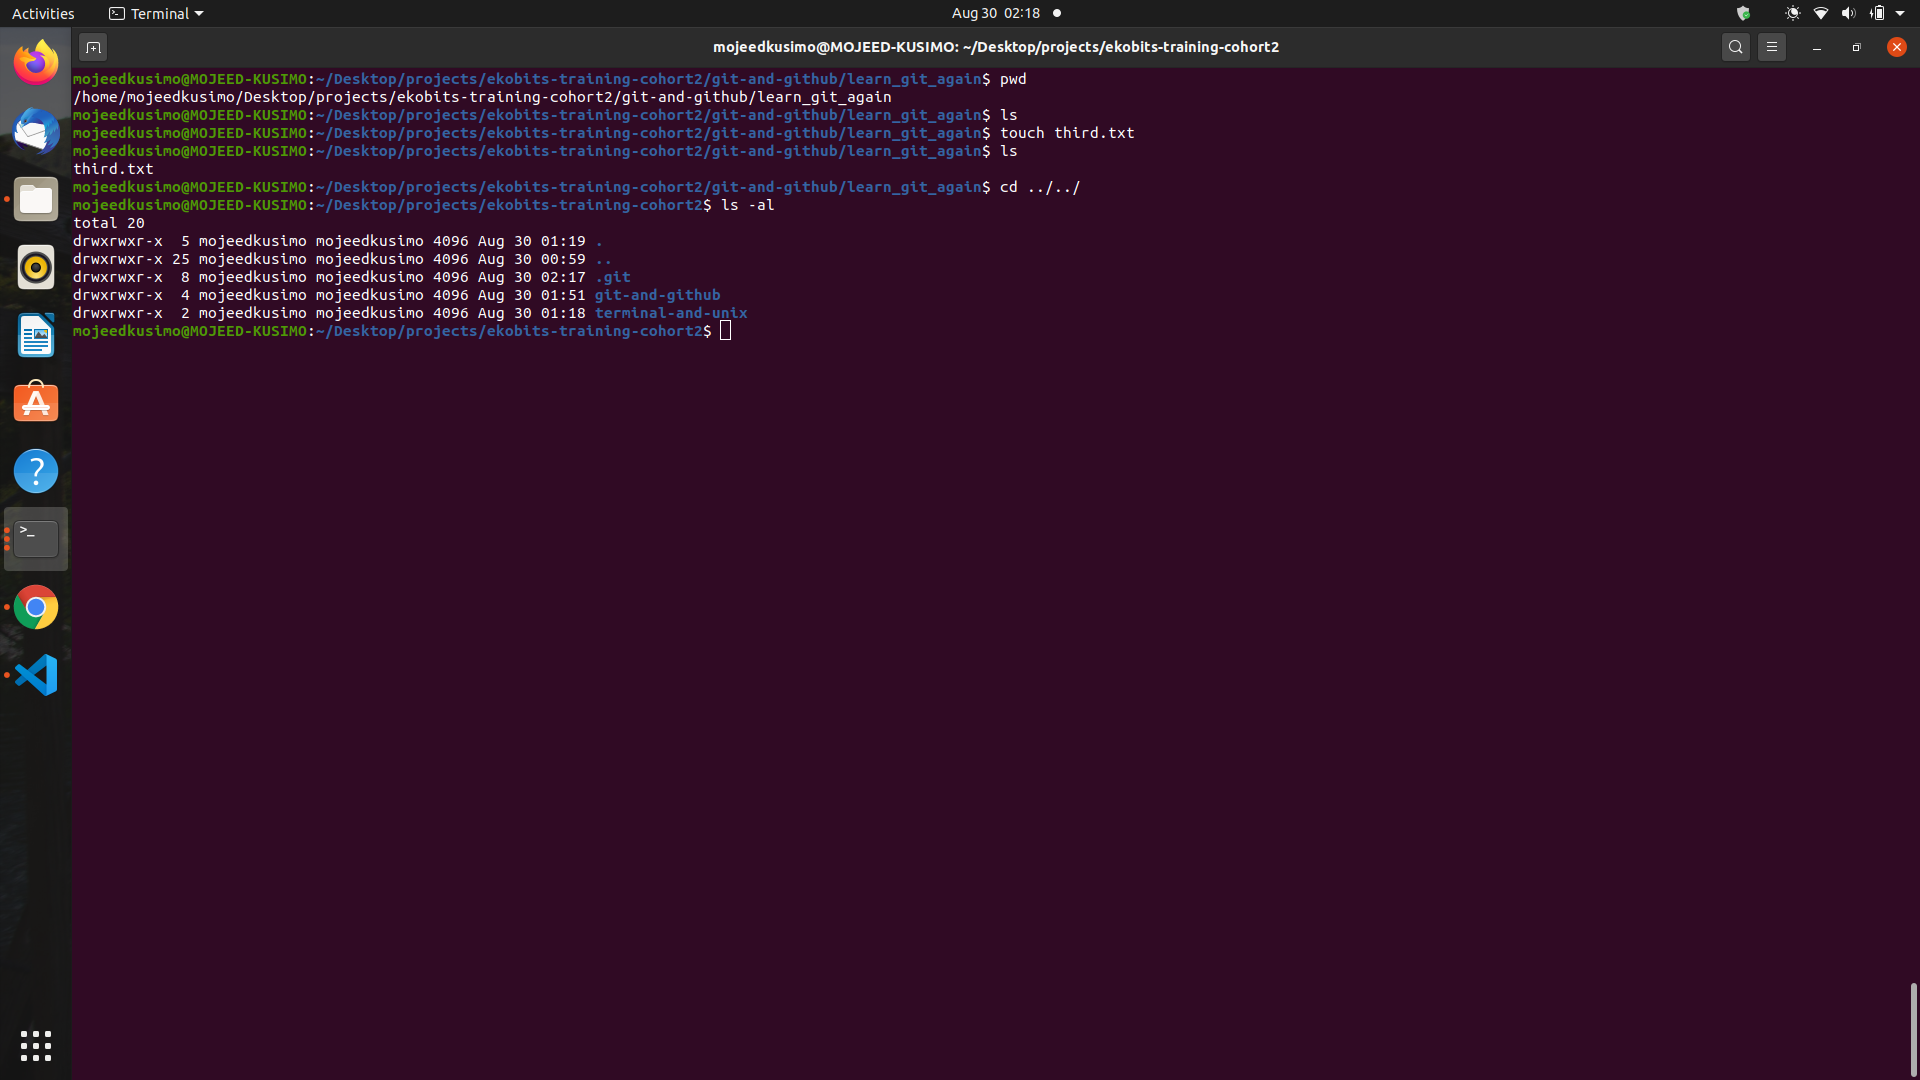 Activities Terminal Aug 30 02:18
mojeedkusimo@MOJEED-KUSIMO: ~/Desktop/projects/ekobits-training-cohort2
mojeedkusimo@MOJEED-KUSIMO:~/Desktop/projects/ekobits-training-cohort2/git-and-github/learn_git_again$ pwd
/home/mojeedkusimo/Desktop/projects/ekobits-training-cohort2/git-and-github/learn_git_again
mojeedkusimo@MOJEED-KUSIMO:~/Desktop/projects/ekobits-training-cohort2/git-and-github/learn_git_again$ ls
mojeedkusimo@MOJEED-KUSIMO:~/Desktop/projects/ekobits-training-cohort2/git-and-github/learn_git_again$ touch third.txt
mojeedkusimo@MOJEED-KUSIMO:~/Desktop/projects/ekobits-training-cohort2/git-and-github/learn_git_again$ ls
third.txt
mojeedkusimo@MOJEED-KUSIMO:~/Desktop/projects/ekobits-training-cohort2/git-and-github/learn_git_again$ cd ../../
mojeedkusimo@MOJEED-KUSIMO:~/Desktop/projects/ekobits-training-cohort2$ ls -al
total 20
drwxrwxr-x  5 mojeedkusimo mojeedkusimo 4096 Aug 30 01:19 .
drwxrwxr-x 25 mojeedkusimo mojeedkusimo 4096 Aug 30 00:59 ..
drwxrwxr-x  8 mojeedkusimo mojeedkusimo 4096 Aug 30 02:17 .git
drwxrwxr-x  4 mojeedkusimo mojeedkusimo 4096 Aug 30 01:51 git-and-github
drwxrwxr-x  2 mojeedkusimo mojeedkusimo 4096 Aug 30 01:18 terminal-and-unix
mojeedkusimo@MOJEED-KUSIMO:~/Desktop/projects/ekobits-training-cohort2$